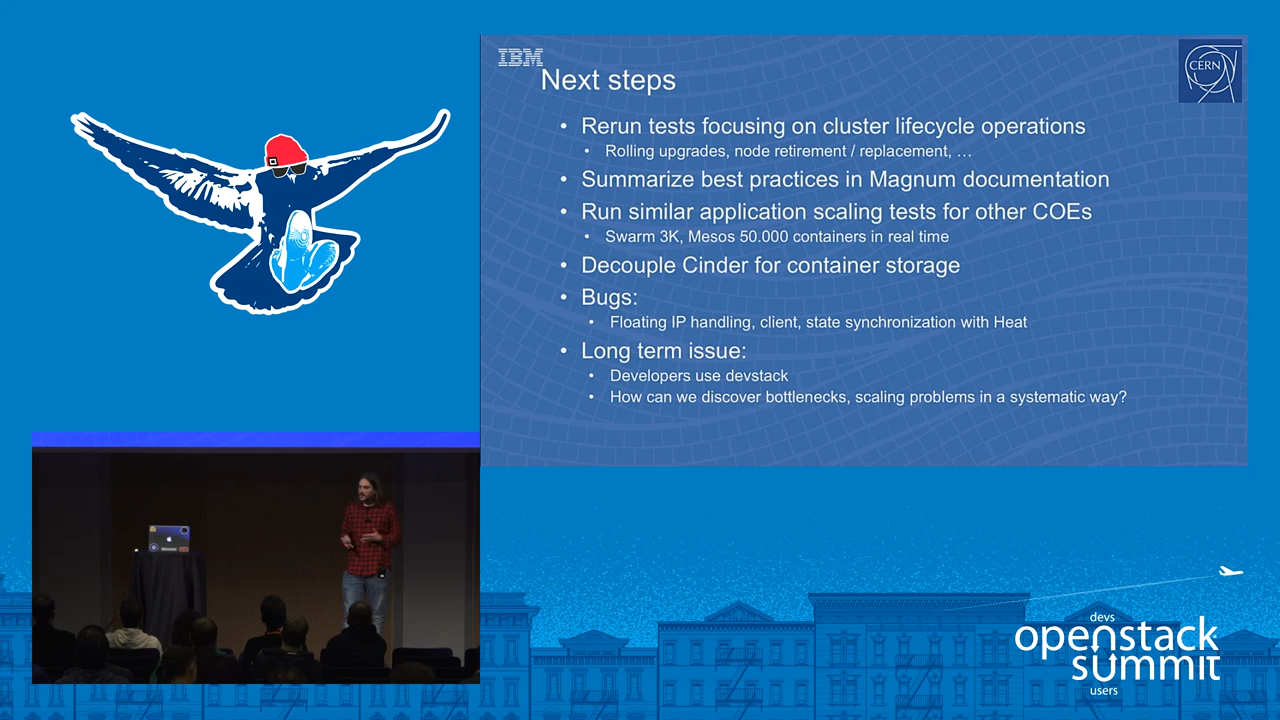 IBM
CERN
Next steps
• Rerun tests focusing on cluster lifecycle operations
• Rolling upgrades, node retirement / replacement, …
• Summarize best practices in Magnum documentation
• Run similar application scaling tests for other COEs
• Swarm 3K, Mesos 50.000 containers in real time
• Decouple Cinder for container storage
• Bugs:
• Floating IP handling, client, state synchronization with Heat
• Long term issue:
• Developers use devstack
• How can we discover bottlenecks, scaling problems in a systematic way?
devs
openstack
summit
users